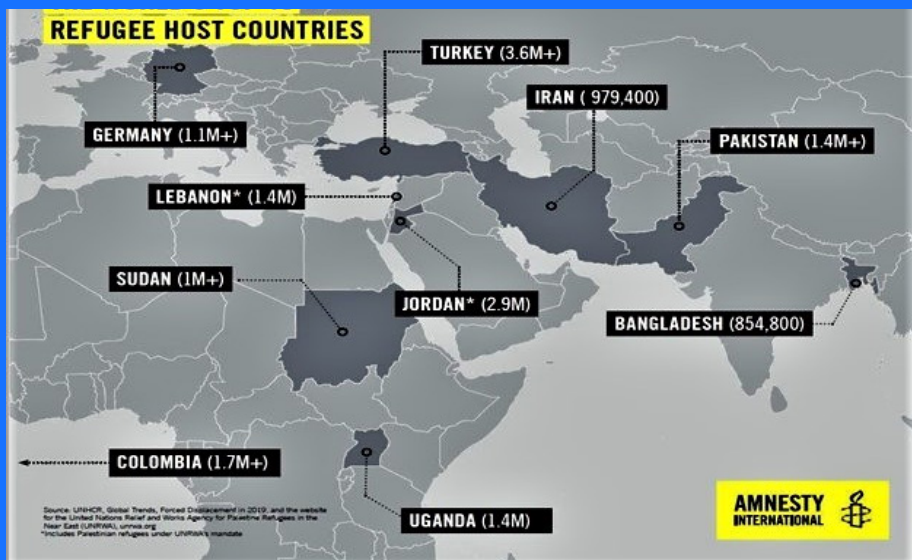 REFUGEE HOST COUNTRIES
TURKEY (3.6M+)
IRAN ( 979,400)
GERMANY (1.1M+)
PAKISTAN (1.4M+)
LEBANON* (1.4M)
SUDAN (1M+)
JORDAN* (2.9M)
BANGLADESH (854,800)
COLOMBIA (1.7M+)
UGANDA (1.4M)
Source: UNHCR, Global Trends, Forced Displacement in 2019, and the website
for the United Nations Relief and Works Agency for Palestine Refugees in the
Near East (UNRWA), unrwa.org
*Includes Palestinian refugees under UNRWA's mandate
AMNESTY
INTERNATIONAL